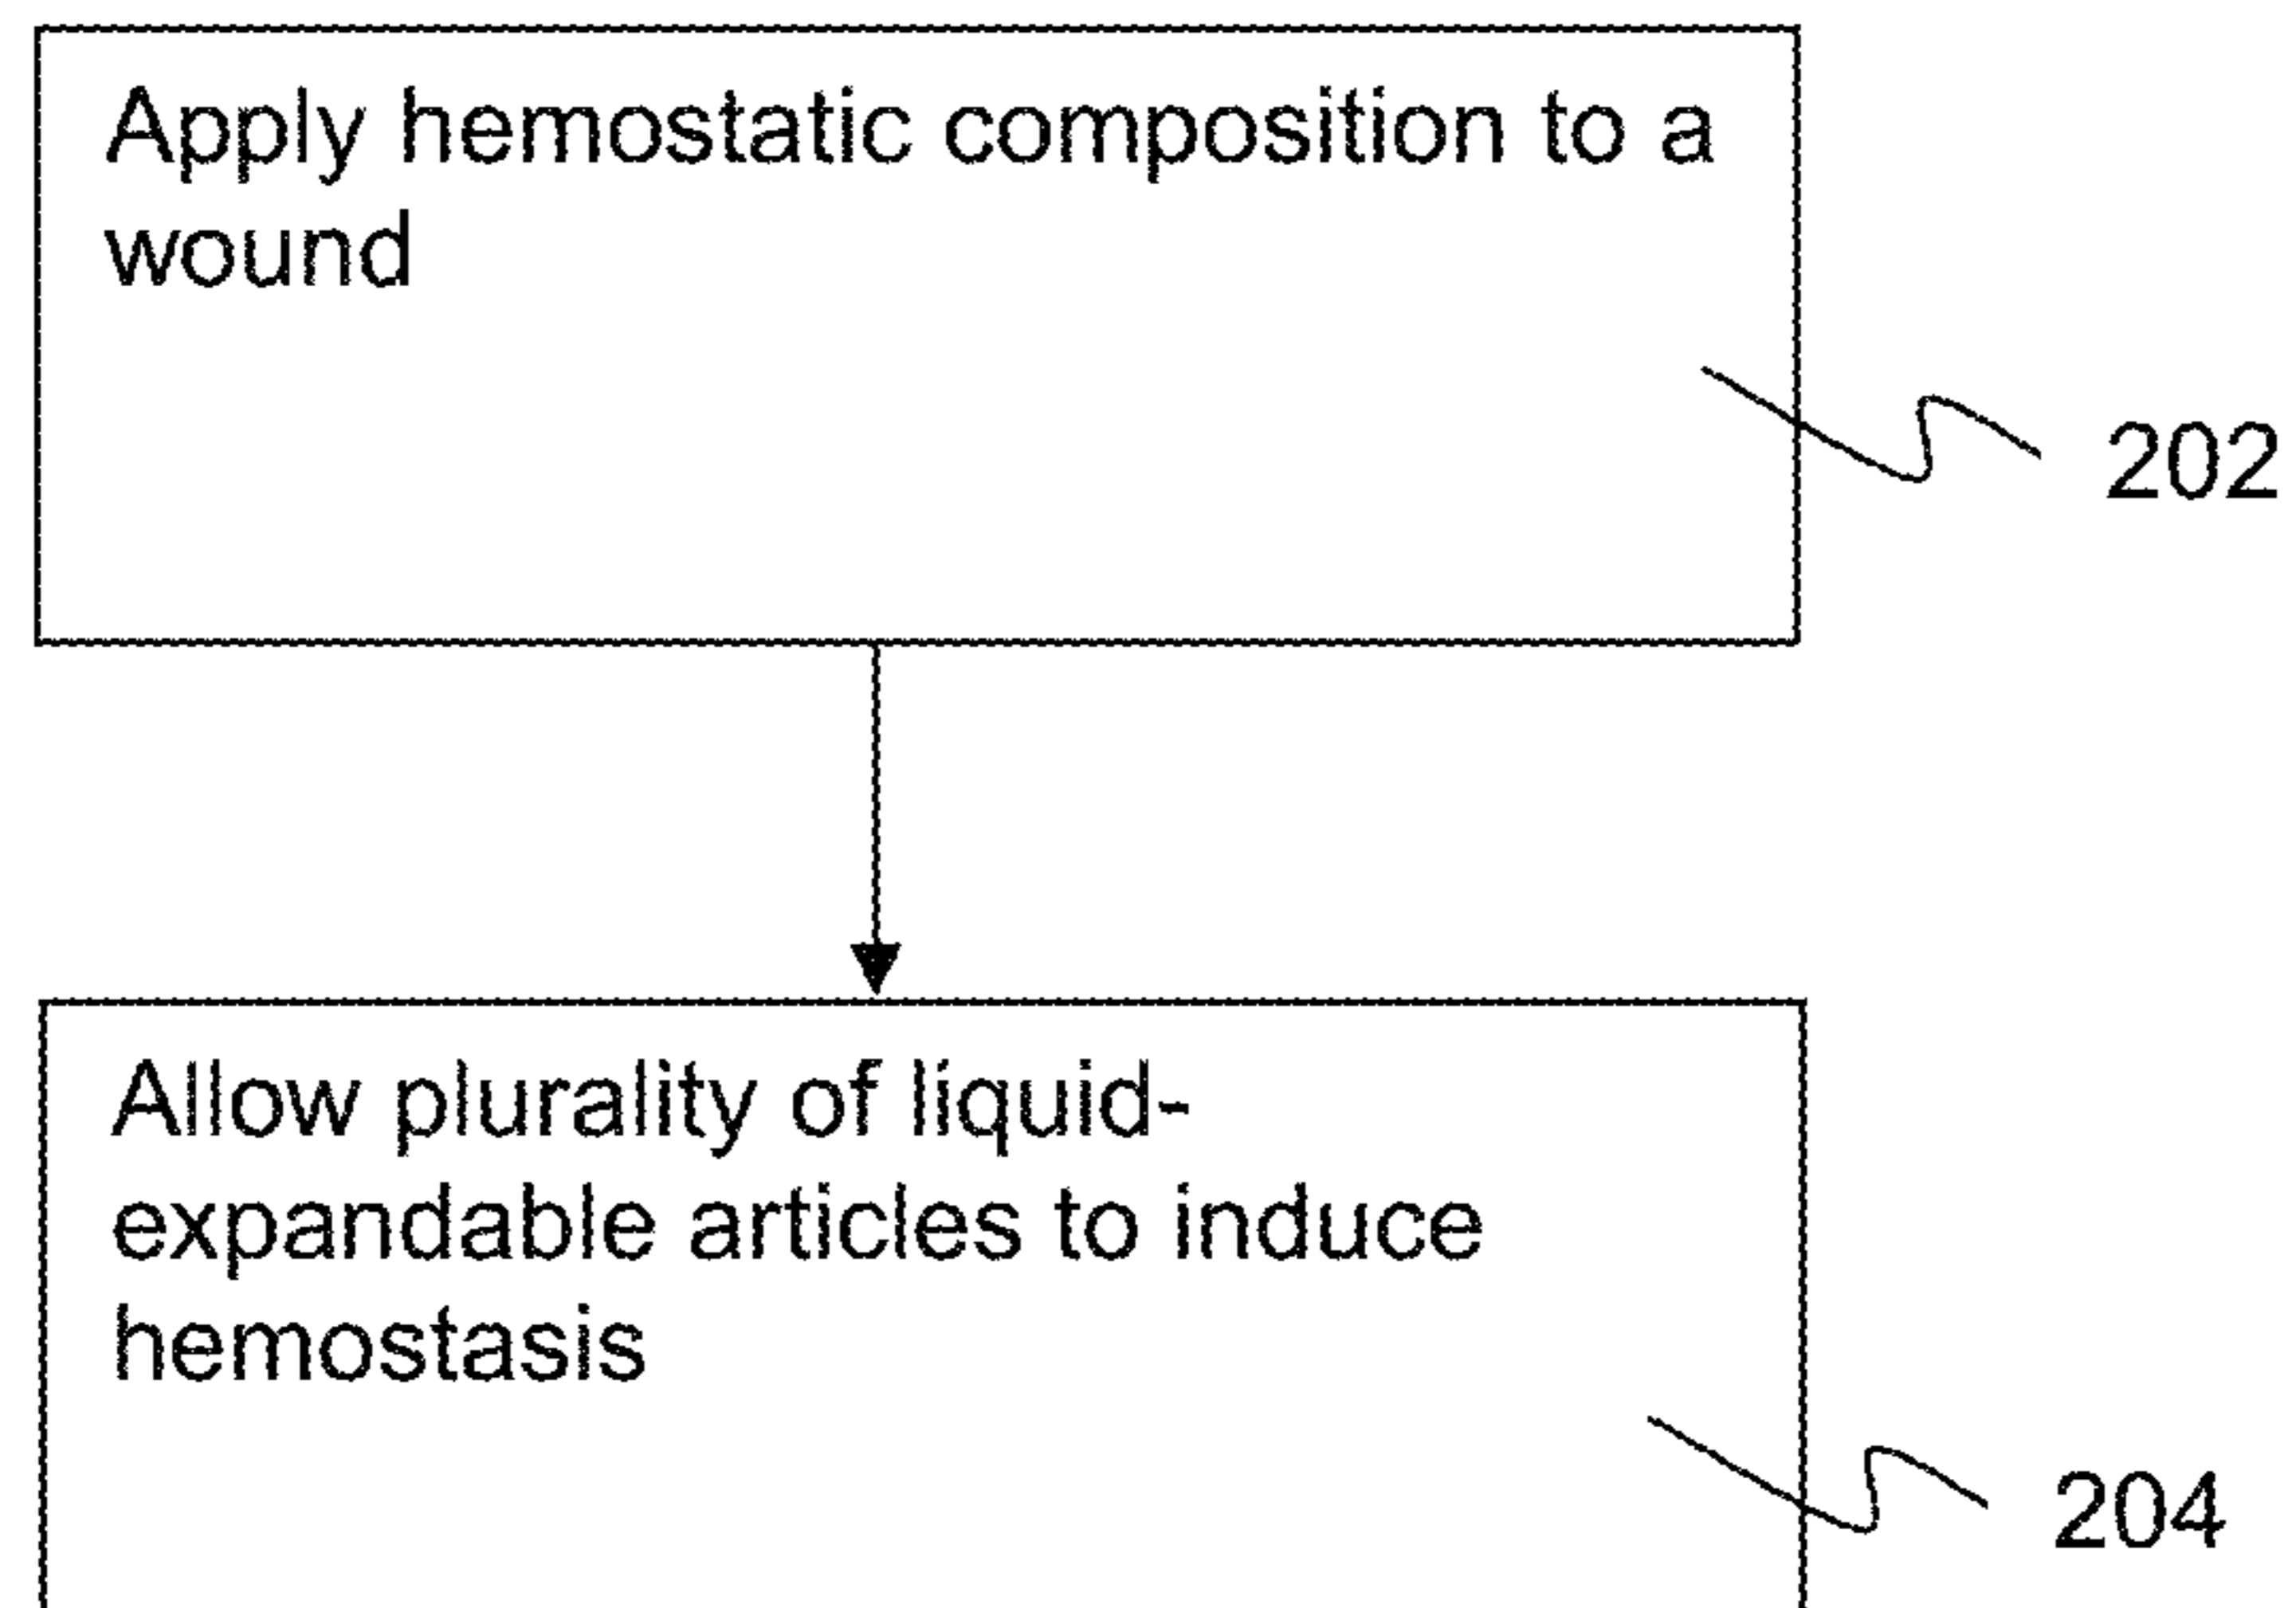 Apply hemostatic composition to a
wound
202
Allow plurality of liquid-
expandable articles to induce
hemostasis
204